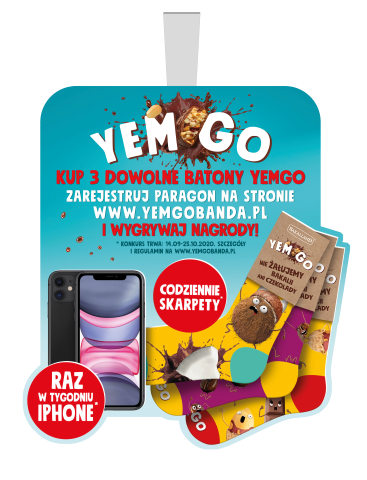 YEM GO
KUP 3 DOWOLNE BATONY YEMGO
ZAREJESTRUJ PARAGON NA STRONIE
WWW.YEMGOBANDA.PL
I WYGRYWAJ NAGRODY!
* KONKURS TRWA: 14.09-25.10.2020, SZCZEGÓŁY
I REGULAMIN NA WWW.YEMGOBANDA.PL
CODZIENNIE
SKARPETY*
BAKALLAND
YEM GO
NIE ŻAŁUJEMY
BAKALII
ANI CZEKOLADY
RAZ
W TYGODNIU
IPHONE*